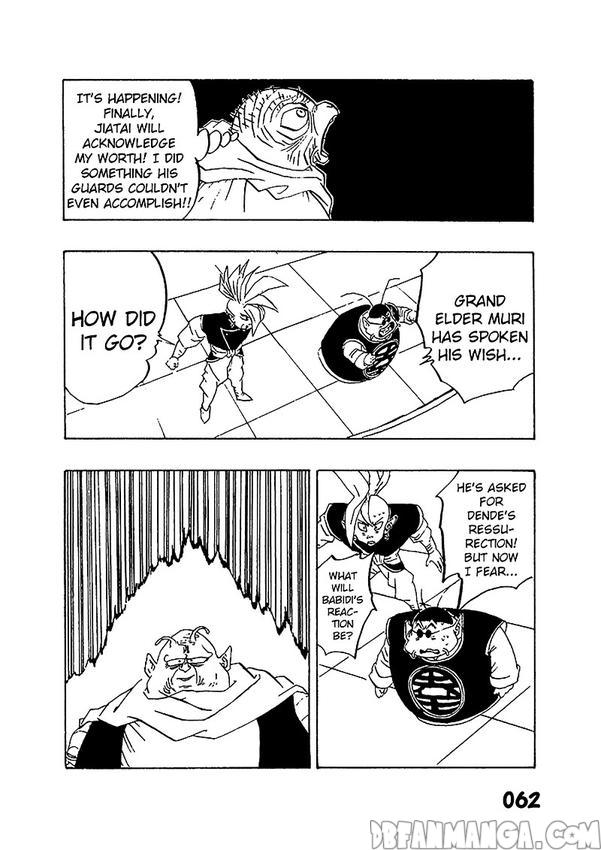 IT'S HAPPENING!
FINALLY,
JIATAI WILL
ACKNOWLEDGE
MY WORTH! I DID
SOMETHING HIS
GUARDS COULDN'T
EVEN ACCOMPLISH!!
HOW DID
IT GO?
GRAND
ELDER MURI
HAS SPOKEN
HIS WISH...
HE'S ASKED
FOR
DENDE'S
RESSU-
RECTION!
BUT NOW
I FEAR...
WHAT
WILL
BABIDI'S
REAC-
TION
BE?
062
DBFANMANGA.COM